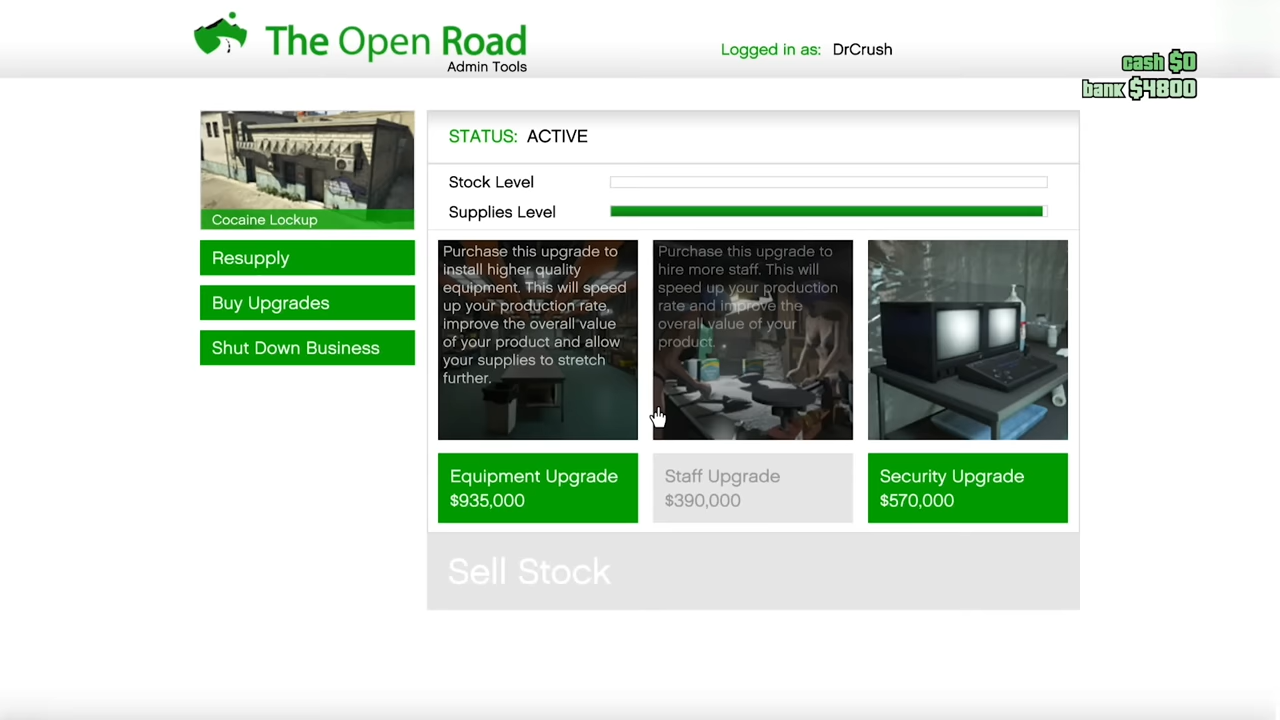 The Open Road
Admin Tools
Logged in as: DrCrush
cash $0
bank $4800
Cocaine Lockup
Resupply
Buy Upgrades
Shut Down Business
STATUS: ACTIVE
Stock Level
Supplies Level
Purchase this upgrade to
install higher quality
equipment. This will speed
up your production rate,
improve the overall value
of your product and allow
your supplies to stretch
further.
Purchase this upgrade to
hire more staff. This will
speed up your production
rate and improve the
overall value of your
product.
Equipment Upgrade
$935,000
Staff Upgrade
$390,000
Security Upgrade
$570,000
Sell Stock